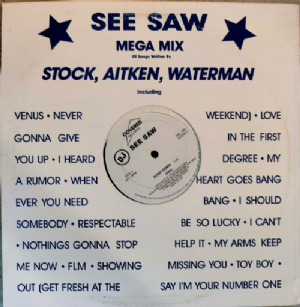 SEE SAW
MEGA MIX
All Songs Written By
STOCK, AITKEN, WATERMAN
including
VENUS • NEVER
GONNA GIVE
YOU UP • I HEARD
A RUMOR • WHEN
EVER YOU NEED
SOMEBODY • RESPECTABLE
• NOTHINGS GONNA STOP
ME NOW • FLM • SHOWING
OUT (GET FRESH AT THE
WEEKEND) • LOVE
IN THE FIRST
DEGREE • MY
HEART GOES BANG
BANG • I SHOULD
BE SO LUCKY • I CAN'T
HELP IT • MY ARMS KEEP
MISSING YOU • TOY BOY •
SAY I'M YOUR NUMBER ONE
DJ
SEE SAW